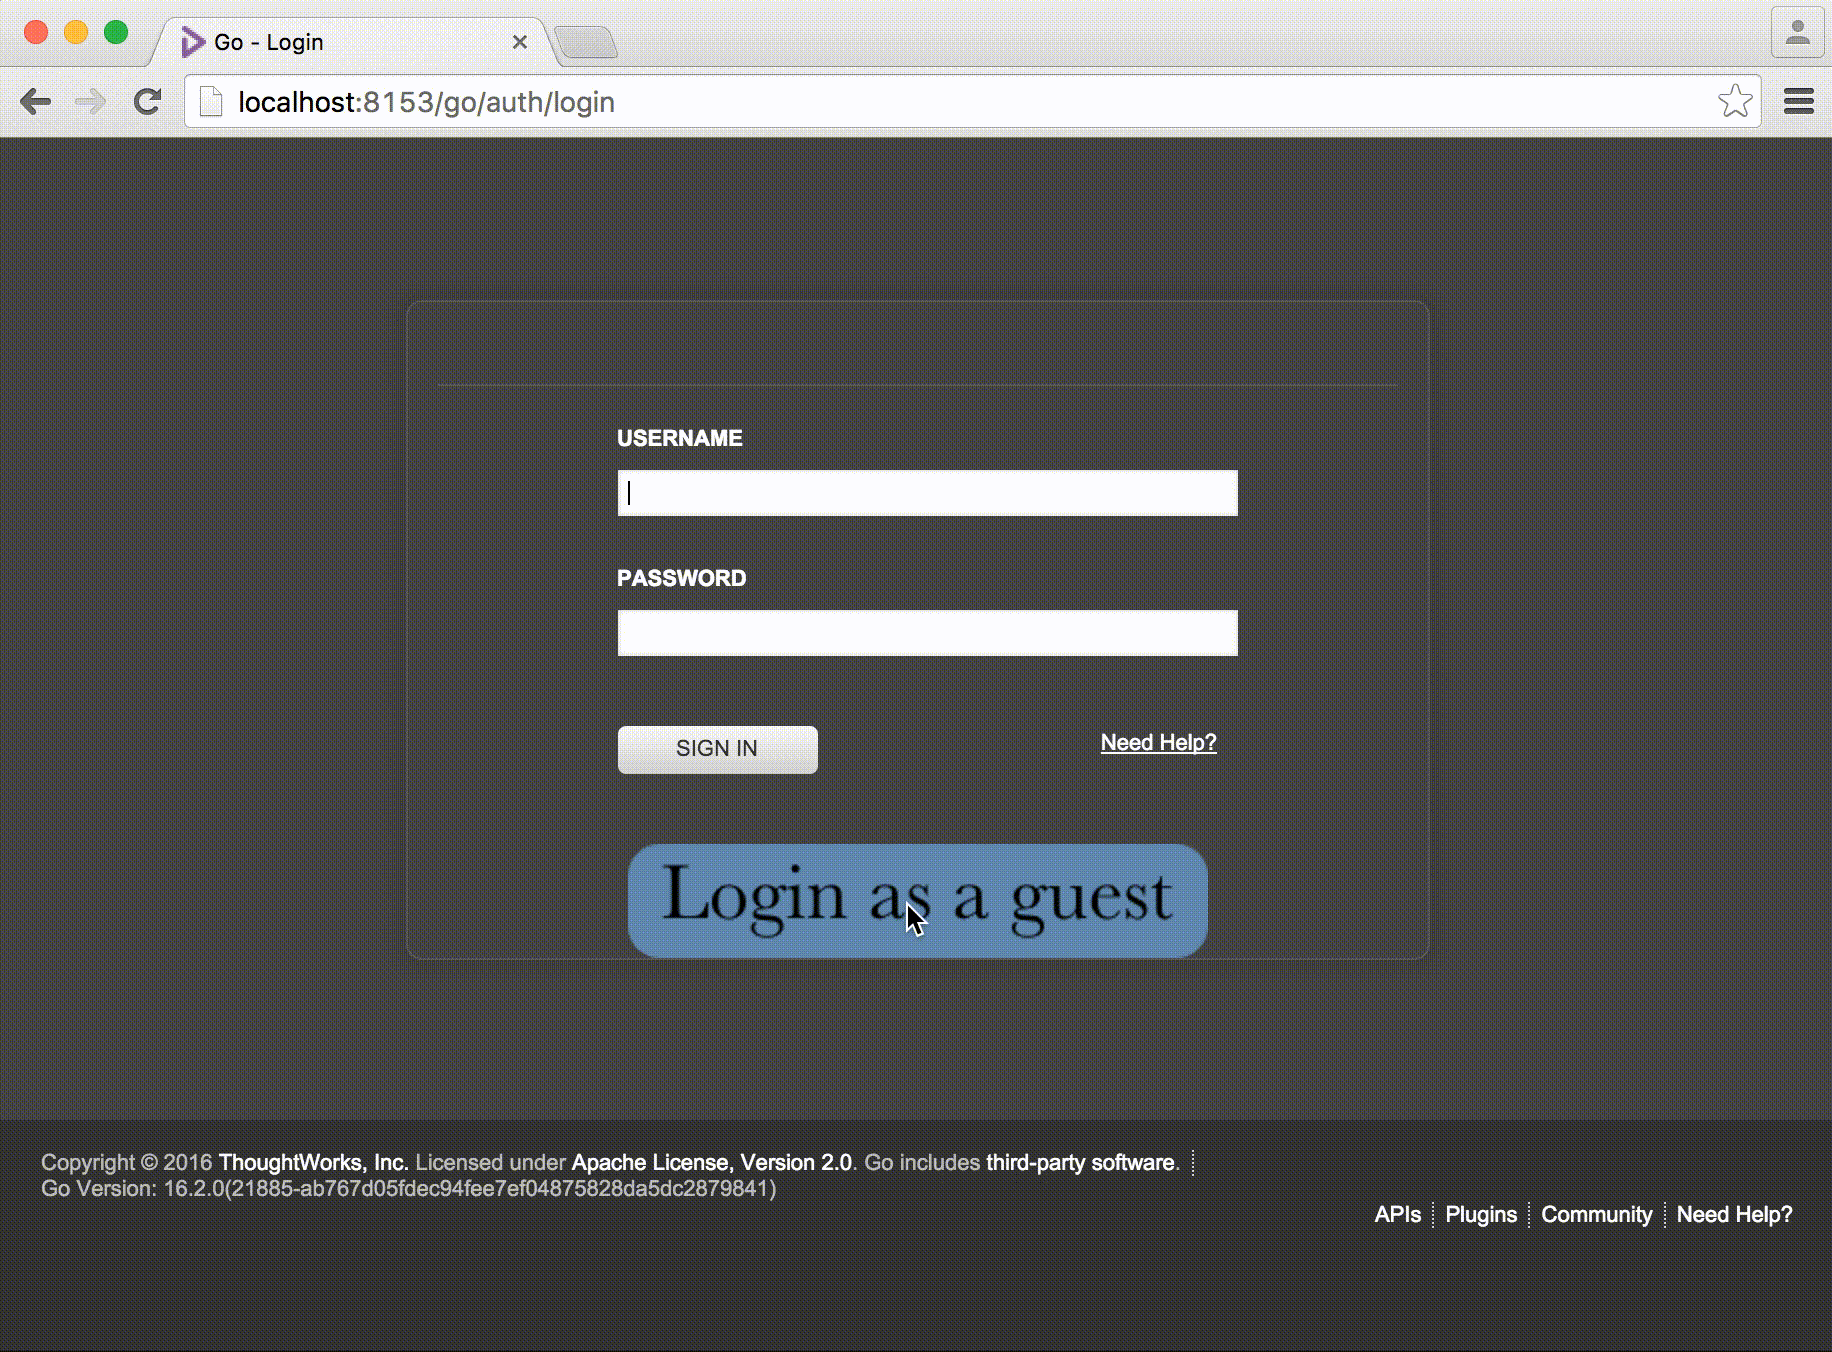 Go - Login
localhost:8153/go/auth/login
USERNAME
PASSWORD
SIGN IN
Need Help?
Login as a guest
Copyright © 2016 ThoughtWorks, Inc. Licensed under Apache License, Version 2.0. Go includes third-party software.
Go Version: 16.2.0(21885-ab767d05fdec94fee7ef04875828da5dc2879841)
APIs Plugins Community Need Help?